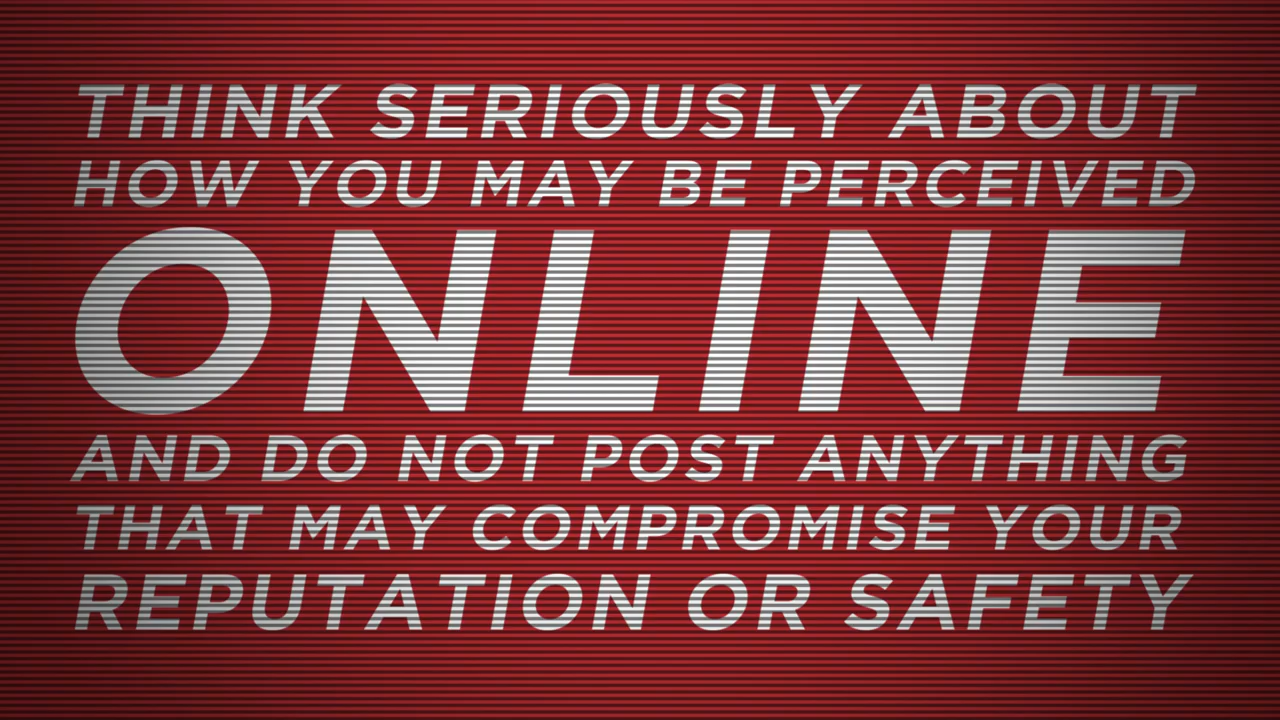 THINK SERIOUSLY ABOUT
HOW YOU MAY BE PERCEIVED
ONLINE
AND DO NOT POST ANYTHING
THAT MAY COMPROMISE YOUR
REPUTATION OR SAFETY